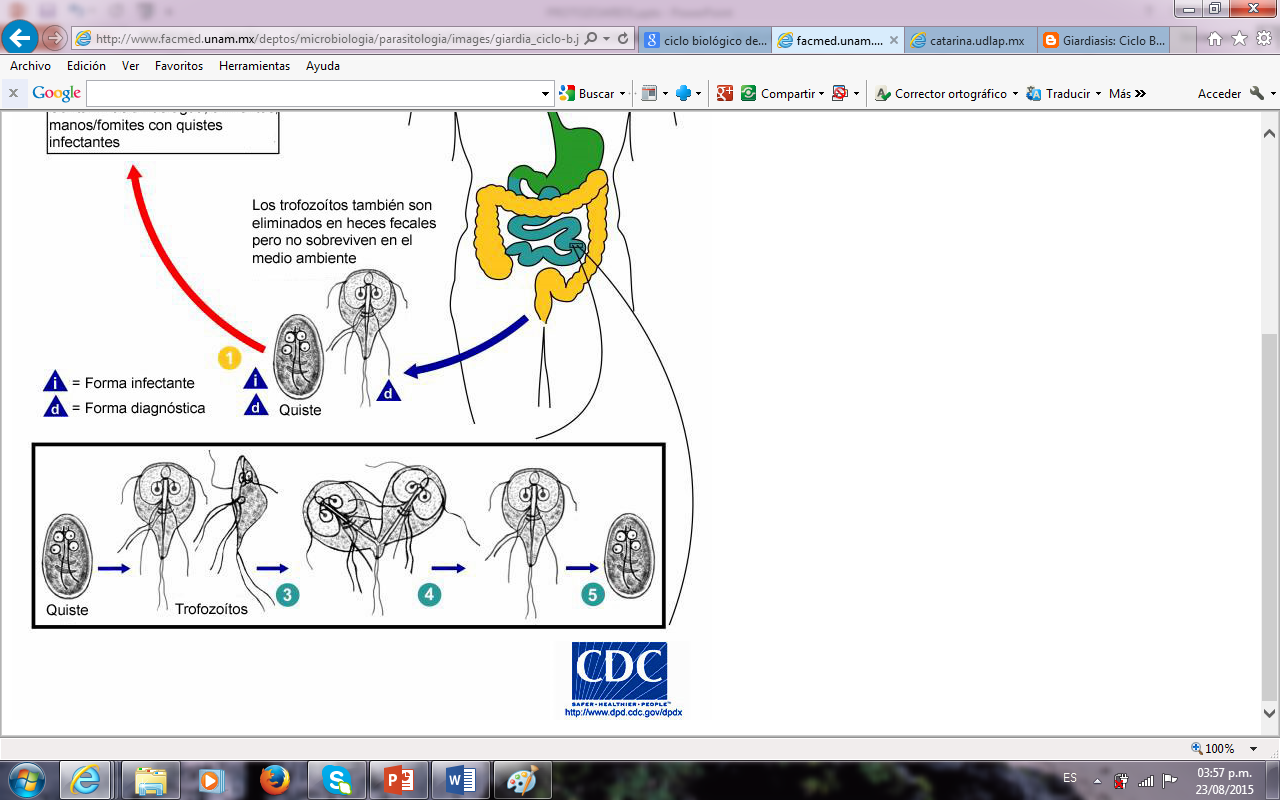 http://www.facmed.unam.mx/deptos/microbiologia/parasitologia/images/giardia_ciclo-b.j
ciclo biológico de...
facmed.unam....
catarina.udlap.mx
Giardiasis: Ciclo B...
Archivo Edición Ver Favoritos Herramientas Ayuda
x Google Buscar Compartir Corrector ortográfico Traducir Más Acceder
manos/fomites con quistes
infectantes
Los trofozoítos también son
eliminados en heces fecales
pero no sobreviven en el
medio ambiente
1
i = Forma infectante
d = Forma diagnóstica
i
d
Quiste
d
Quiste
Trofozoítos
3
4
5
CDC
SAFER·HEALTHIER·PEOPLE™
http://www.dpd.cdc.gov/dpdx
100%
ES
03:57 p.m.
23/08/2015